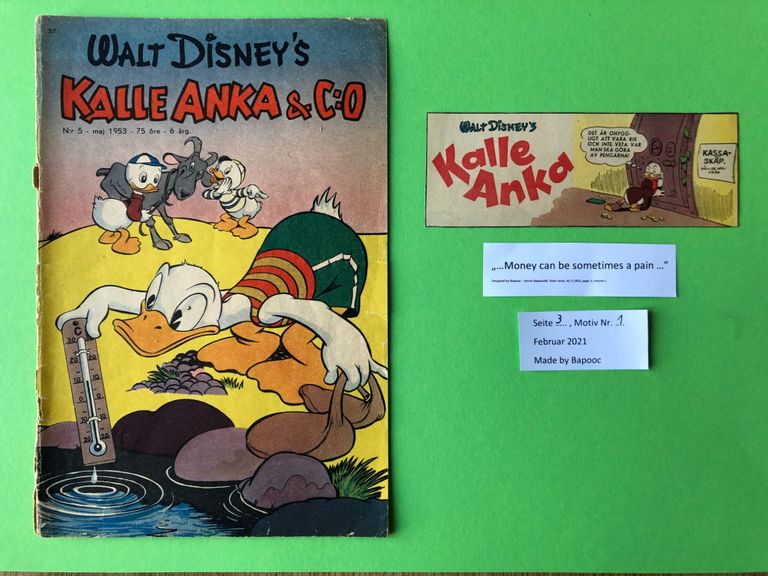 57
WALT DISNEY'S
KALLE ANKA & C:O
N:r 5 - maj 1953 - 75 öre - 6 årg.
°C
WALT DISNEY'S
Kalle
Anka
DET ÄR OHYGG-
LIGT ATT VARA RIK
OCH INTE VETA VAR
MAN SKA GÖRA
AV PENGARNA!
KASSA-
SKÅP.
„…Money can be sometimes a pain …"
Seite 3… , Motiv Nr. .1.
Februar 2021
Made by Bapooc